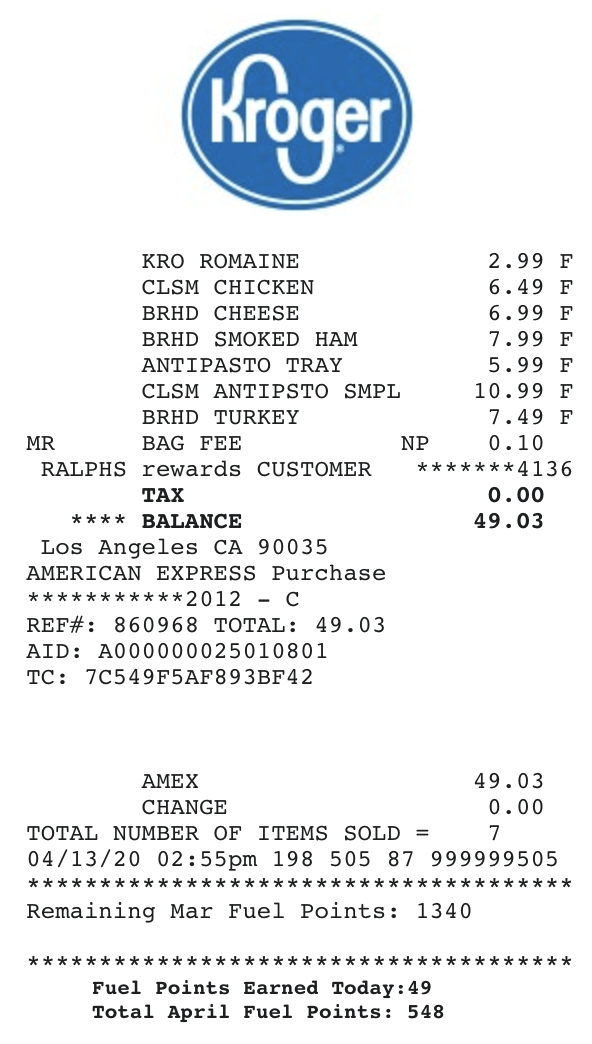 Kroger
KRO ROMAINE 2.99 F
CLSM CHICKEN 6.49 F
BRHD CHEESE 6.99 F
BRHD SMOKED HAM 7.99 F
ANTIPASTO TRAY 5.99 F
CLSM ANTIPSTO SMPL 10.99 F
BRHD TURKEY 7.49 F
MR BAG FEE NP 0.10
RALPHS rewards CUSTOMER *******4136
TAX 0.00
**** BALANCE 49.03
Los Angeles CA 90035
AMERICAN EXPRESS Purchase
***********2012 - C
REF#: 860968 TOTAL: 49.03
AID: A000000025010801
TC: 7C549F5AF893BF42
AMEX 49.03
CHANGE 0.00
TOTAL NUMBER OF ITEMS SOLD = 7
04/13/20 02:55pm 198 505 87 999999505
**************************************
Remaining Mar Fuel Points: 1340
**************************************
Fuel Points Earned Today:49
Total April Fuel Points: 548